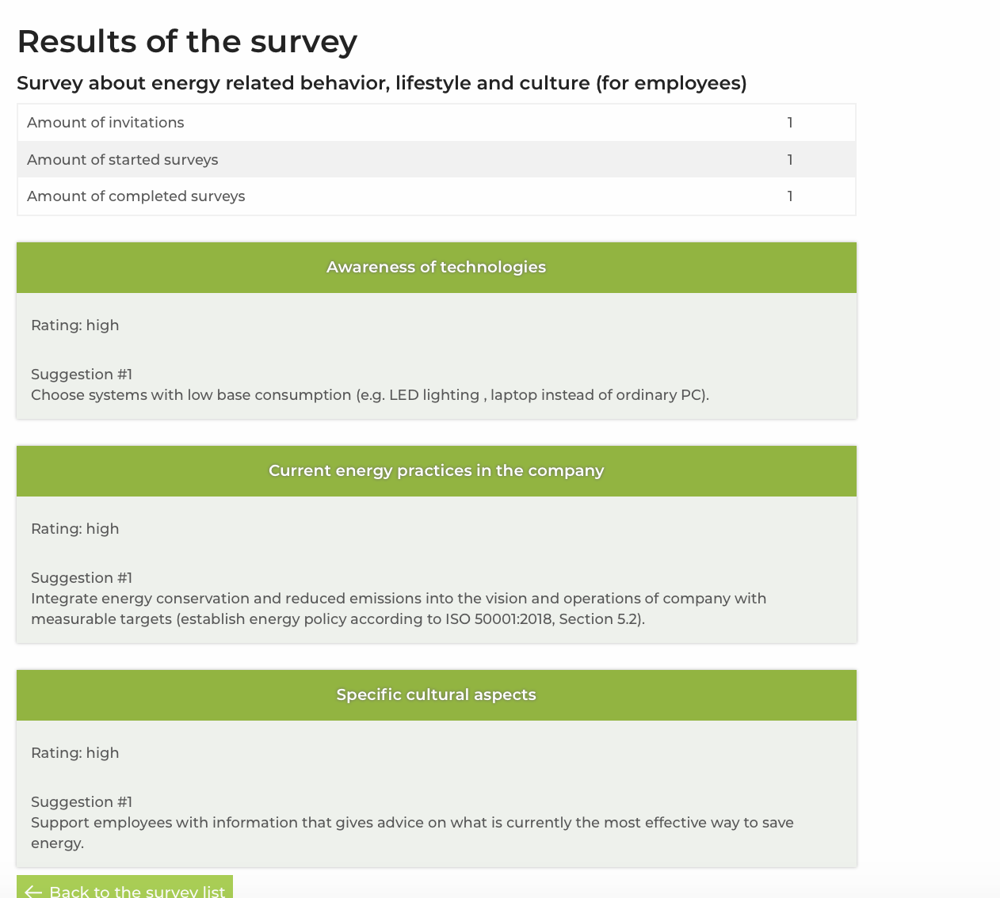 Results of the survey
Survey about energy related behavior, lifestyle and culture (for employees)
Amount of invitations 1
Amount of started surveys 1
Amount of completed surveys 1
Awareness of technologies
Rating: high
Suggestion #1
Choose systems with low base consumption (e.g. LED lighting , laptop instead of ordinary PC).
Current energy practices in the company
Rating: high
Suggestion #1
Integrate energy conservation and reduced emissions into the vision and operations of company with
measurable targets (establish energy policy according to ISO 50001:2018, Section 5.2).
Specific cultural aspects
Rating: high
Suggestion #1
Support employees with information that gives advice on what is currently the most effective way to save
energy.
← Back to the survey list